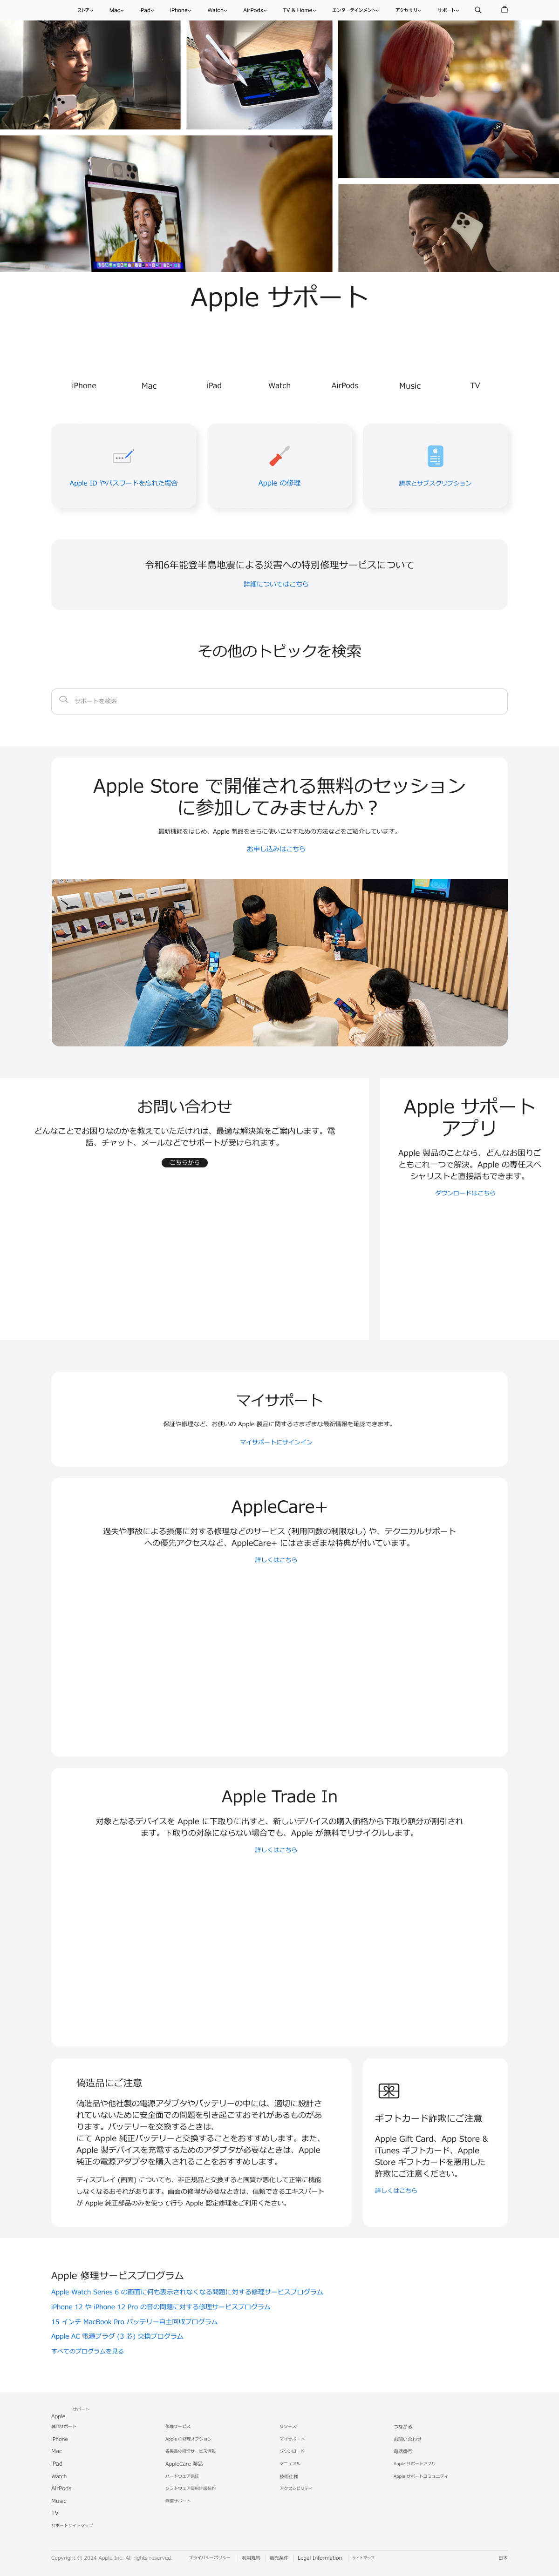 ストア
Mac
iPad
iPhone
Watch
AirPods
TV & Home
エンターテインメント
アクセサリ
サポート
Apple サポート
iPhone
Mac
iPad
Watch
AirPods
Music
TV
Apple ID やパスワードを忘れた場合
Apple の修理
請求とサブスクリプション
令和6年能登半島地震による災害への特別修理サービスについて
詳細についてはこちら
その他のトピックを検索
サポートを検索
Apple Store で開催される無料のセッション
に参加してみませんか？
最新機能をはじめ、Apple 製品をさらに使いこなすための方法などをご紹介しています。
お申し込みはこちら
お問い合わせ
どんなことでお困りなのかを教えていただければ、最適な解決策をご案内します。電
話、チャット、メールなどでサポートが受けられます。
こちらから
Apple サポート
アプリ
Apple 製品のことなら、どんなお困りご
ともこれ一つで解決。Apple の専任スペ
シャリストと直接話もできます。
ダウンロードはこちら
マイサポート
保証や修理など、お使いの Apple 製品に関するさまざまな最新情報を確認できます。
マイサポートにサインイン
AppleCare+
過失や事故による損傷に対する修理などのサービス (利用回数の制限なし) や、テクニカルサポート
への優先アクセスなど、AppleCare+ にはさまざまな特典が付いています。
詳しくはこちら
Apple Trade In
対象となるデバイスを Apple に下取りに出すと、新しいデバイスの購入価格から下取り額分が割引され
ます。下取りの対象にならない場合でも、Apple が無料でリサイクルします。
詳しくはこちら
偽造品にご注意
偽造品や他社製の電源アダプタやバッテリーの中には、適切に設計さ
れていないために安全面での問題を引き起こすおそれがあるものがあ
ります。バッテリーを交換するときは、
にて Apple 純正バッテリーと交換することをおすすめします。また、
Apple 製デバイスを充電するためのアダプタが必要なときは、Apple
純正の電源アダプタを購入されることをおすすめします。
ディスプレイ (画面) についても、非正規品と交換すると画質が悪化して正常に機能
しなくなるおそれがあります。画面の修理が必要なときは、信頼できるエキスパート
が Apple 純正部品のみを使って行う Apple 認定修理をご利用ください。
ギフトカード詐欺にご注意
Apple Gift Card、App Store &
iTunes ギフトカード、Apple
Store ギフトカードを悪用した
詐欺にご注意ください。
詳しくはこちら
Apple 修理サービスプログラム
Apple Watch Series 6 の画面に何も表示されなくなる問題に対する修理サービスプログラム
iPhone 12 や iPhone 12 Pro の音の問題に対する修理サービスプログラム
15 インチ MacBook Pro バッテリー自主回収プログラム
Apple AC 電源プラグ (3 芯) 交換プログラム
すべてのプログラムを見る
サポート
Apple
製品サポート
iPhone
Mac
iPad
Watch
AirPods
Music
TV
サポートサイトマップ
修理サービス
Apple の修理オプション
各製品の修理サービス情報
AppleCare 製品
ハードウェア保証
ソフトウェア使用許諾契約
無償サポート
リソース
マイサポート
ダウンロード
マニュアル
技術仕様
アクセシビリティ
つながる
お問い合わせ
電話番号
Apple サポートアプリ
Apple サポートコミュニティ
Copyright © 2024 Apple Inc. All rights reserved.
プライバシーポリシー
利用規約
販売条件
Legal Information
サイトマップ
日本